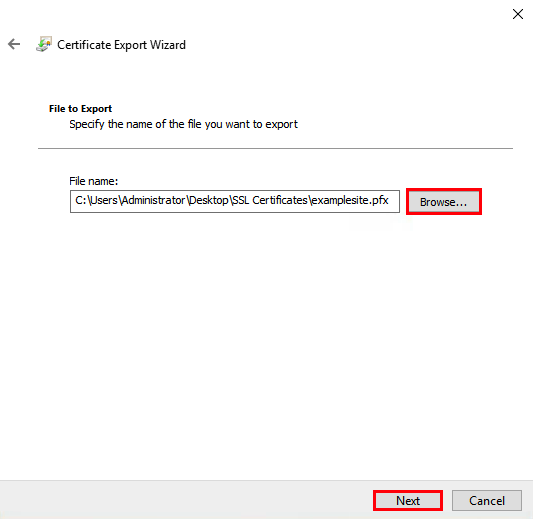 Certificate Export Wizard
File to Export
Specify the name of the file you want to export
File name:
C:\Users\Administrator\Desktop\SSL Certificates\examplesite.pfx
Browse...
Next
Cancel